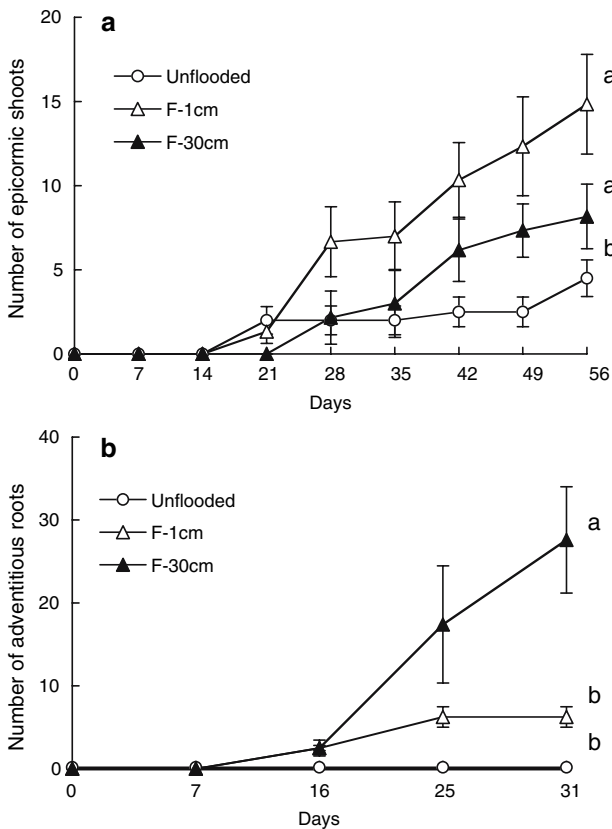 20
a
Unflooded
a
F-1cm
15
F-30cm
a
10
b
5
0
Number of epicormic shoots
0 7 14 21 28 35 42 49 56
Days
40
b
Unflooded
F-1cm
a
30
F-30cm
20
10
b
b
0
Number of adventitious roots
0 7 16 25 31
Days